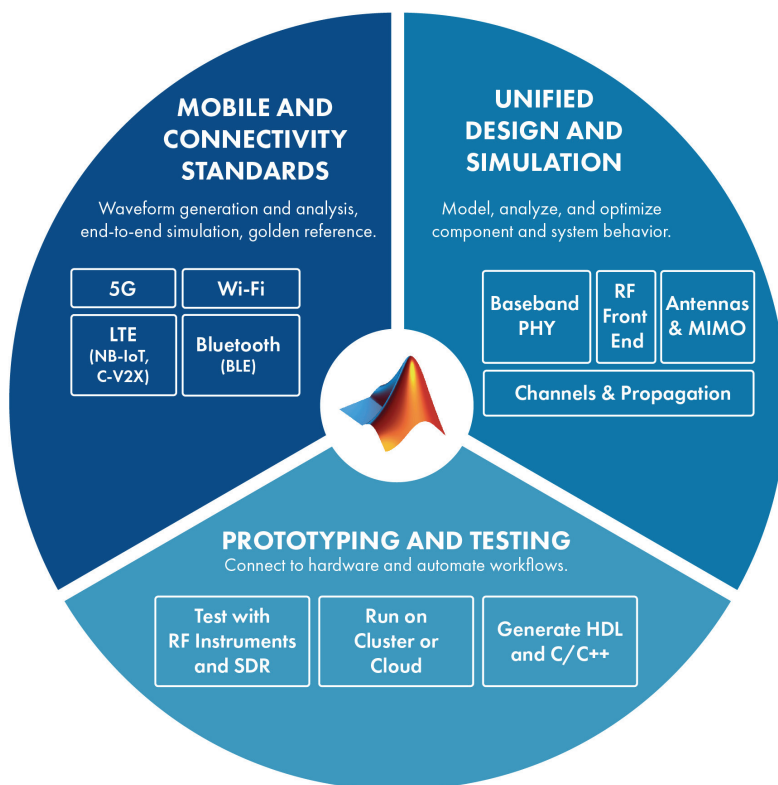 MOBILE AND
CONNECTIVITY
STANDARDS
Waveform generation and analysis,
end-to-end simulation, golden reference.
5G
Wi-Fi
LTE
(NB-IoT,
C-V2X)
Bluetooth
(BLE)
UNIFIED
DESIGN AND
SIMULATION
Model, analyze, and optimize
component and system behavior.
Baseband
PHY
RF
Front
End
Antennas
& MIMO
Channels & Propagation
PROTOTYPING AND TESTING
Connect to hardware and automate workflows.
Test with
RF Instruments
and SDR
Run on
Cluster or
Cloud
Generate HDL
and C/C++